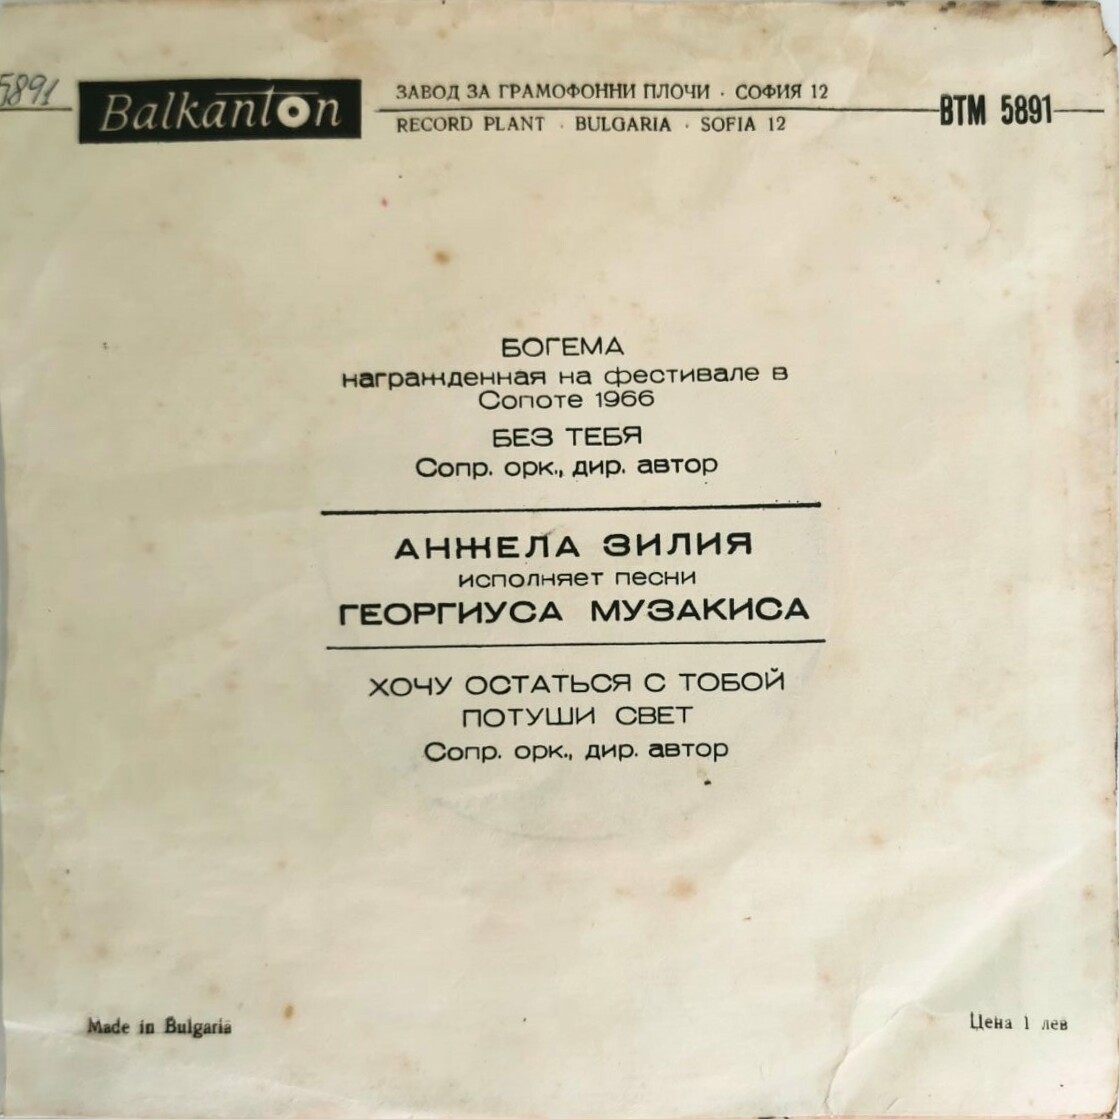 5891
Balkanton
ЗАВОД ЗА ГРАМОФОННИ ПЛОЧИ · СОФИЯ 12
RECORD PLANT · BULGARIA · SOFIA 12
ВТМ 5891
БОГЕМА
награжденная на фестивале в
Сопоте 1966
БЕЗ ТЕБЯ
Сопр. орк., дир. автор
АНЖЕЛА ЗИЛИЯ
исполняет песни
ГЕОРГИУСА МУЗАКИСА
ХОЧУ ОСТАТЬСЯ С ТОБОЙ
ПОТУШИ СВЕТ
Сопр. орк., дир. автор
Made in Bulgaria
Цена 1 лев